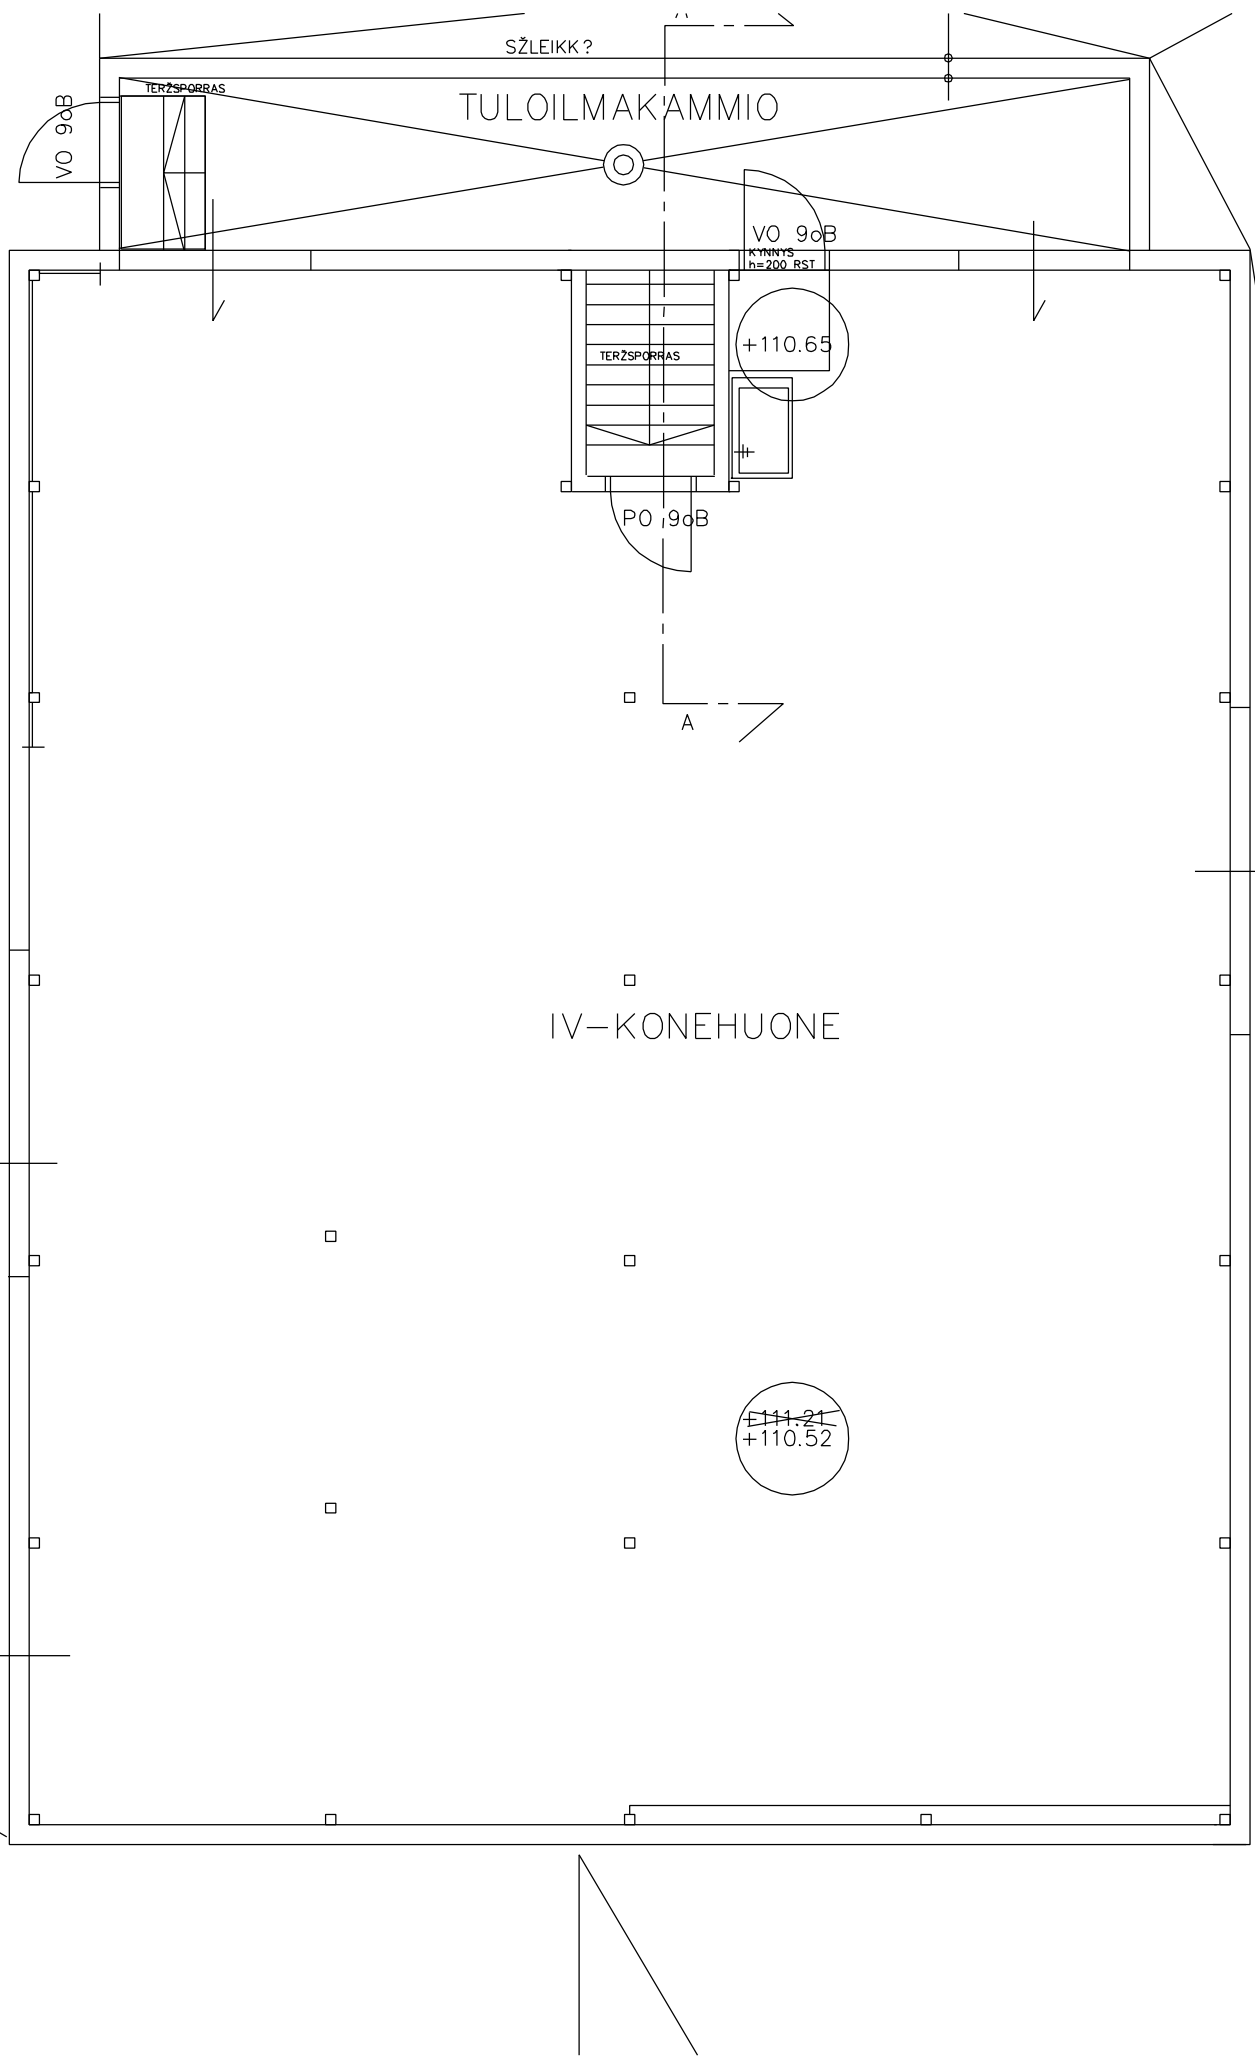 SŽLEIKK?
TERŽSPORRAS
VO 9oB
TULOILMAKAMMIO
VO 9oB
KYNNYS
h=200 RST
+110.65
TERŽSPORRAS
PO 9oB
A
IV-KONEHUONE
+111.21
+110.52